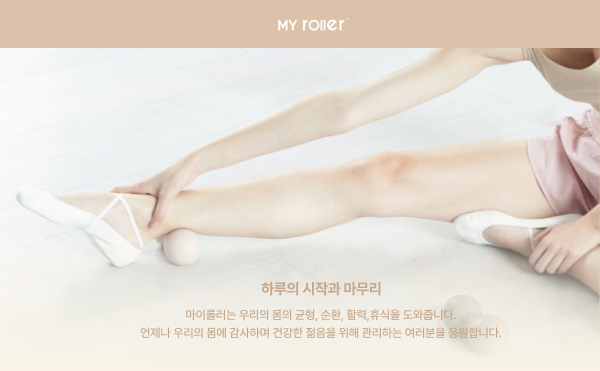 MY roller
하루의 시작과 마무리
마이롤러는 우리의 몸의 균형, 순환, 활력,휴식을 도와줍니다.
언제나 우리의 몸에 감사하며 건강한 젊음을 위해 관리하는 여러분을 응원합니다.